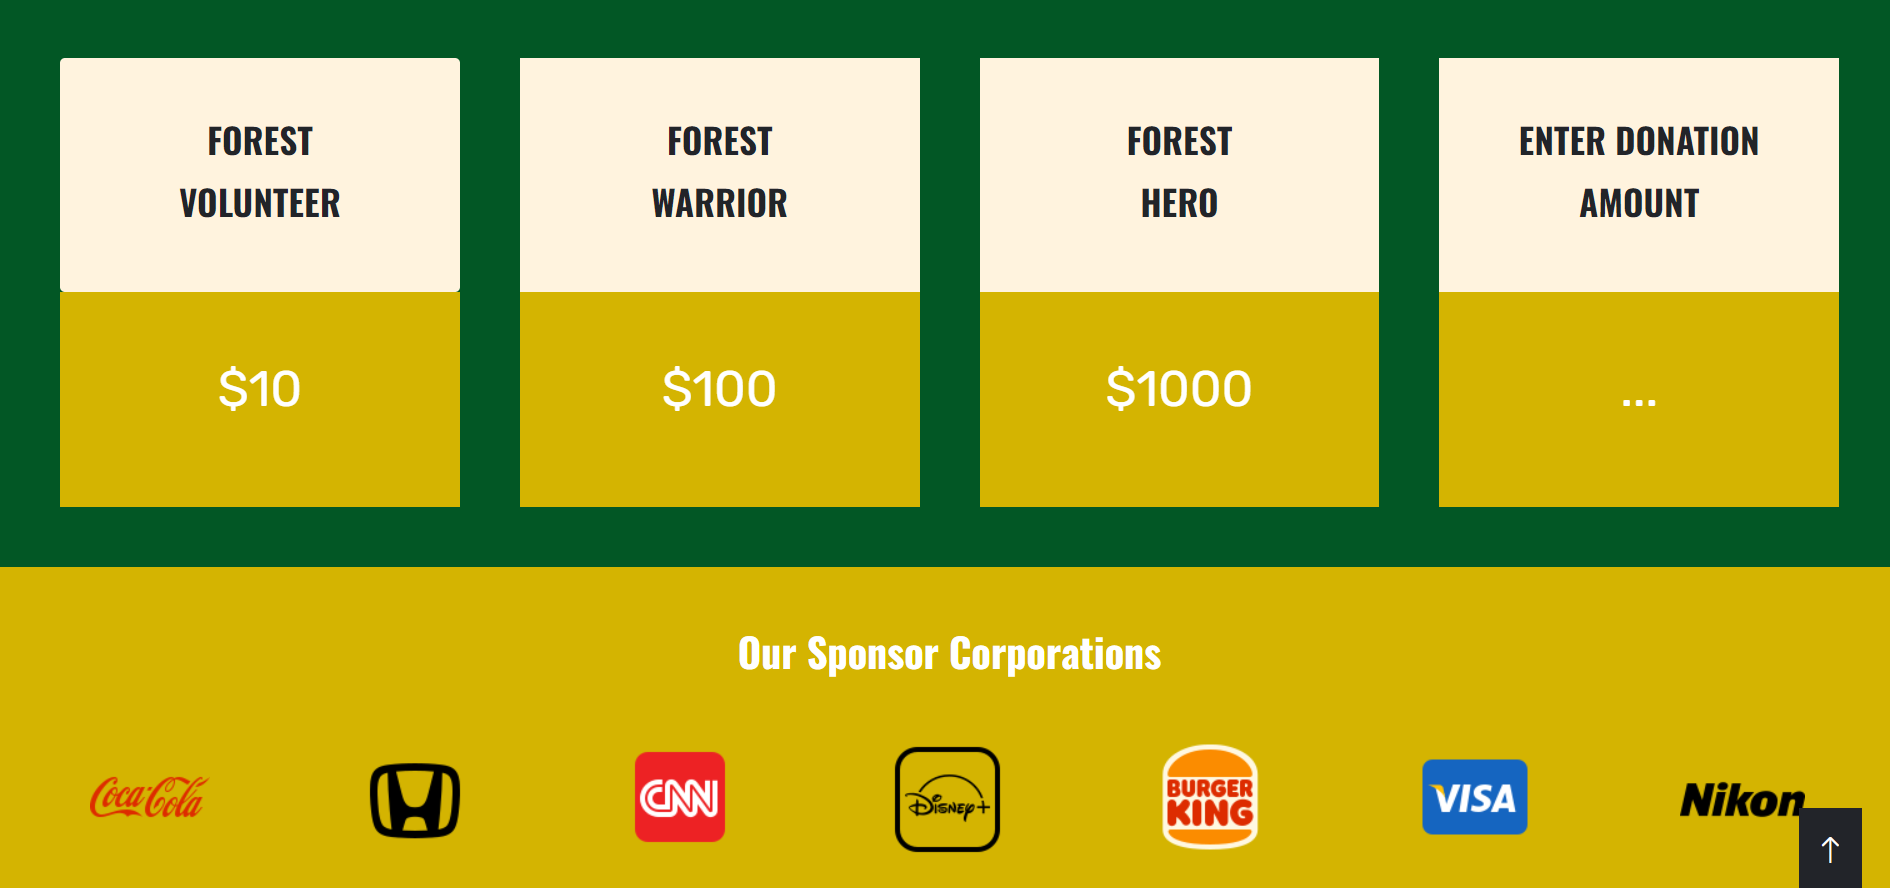 FOREST
VOLUNTEER
FOREST
WARRIOR
FOREST
HERO
ENTER DONATION
AMOUNT
$10
$100
$1000
...
Our Sponsor Corporations
Coca-Cola
CNN
Disney+
BURGER
KING
VISA
Nikon